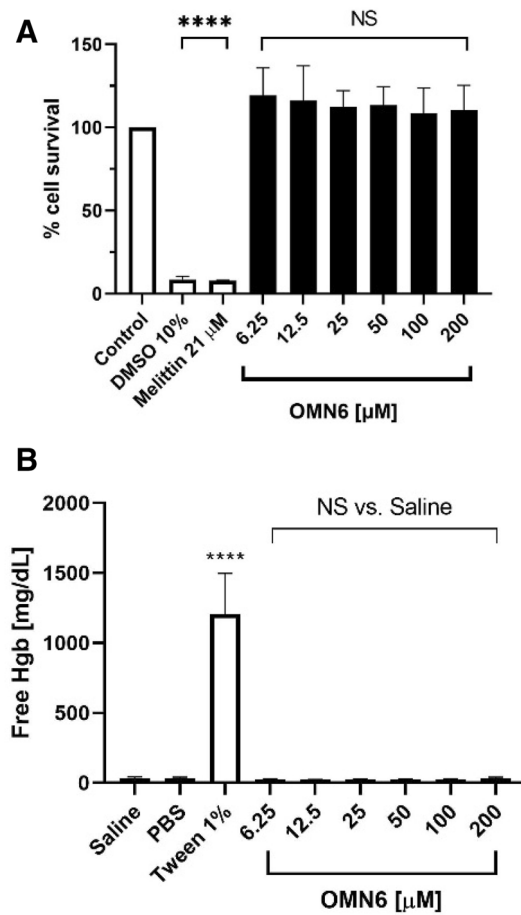 A
****
NS
150
100
50
0
% cell survival
Control
DMSO 10%
Melittin 21 μM
6.25
12.5
25
50
100
200
OMN6 [μM]
B
NS vs. Saline
****
2000
1500
1000
500
0
Free Hgb [mg/dL]
Saline
PBS
Tween 1%
6.25
12.5
25
50
100
200
OMN6 [μM]